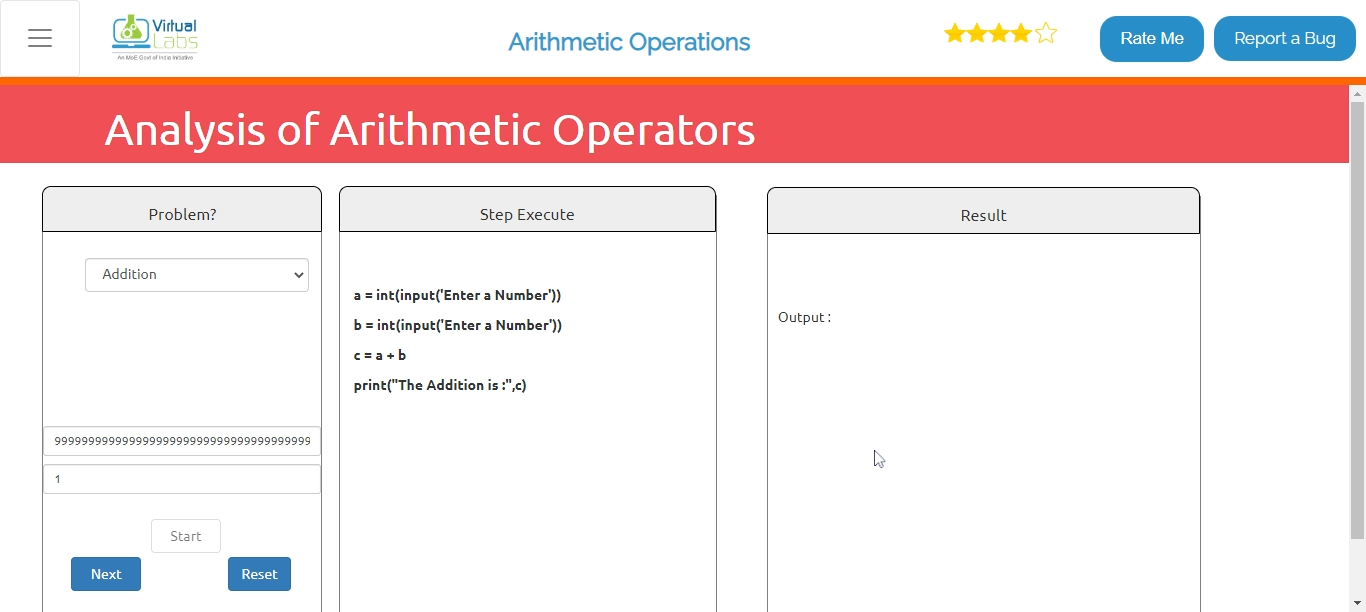 Virtual
Labs
An MoE Govt of India Initiative
Arithmetic Operations
Rate Me
Report a Bug
Analysis of Arithmetic Operators
Problem?
Addition
99999999999999999999999999999999999999
1
Start
Next
Reset
Step Execute
a = int(input('Enter a Number'))
b = int(input('Enter a Number'))
c = a + b
print("The Addition is :",c)
Result
Output :